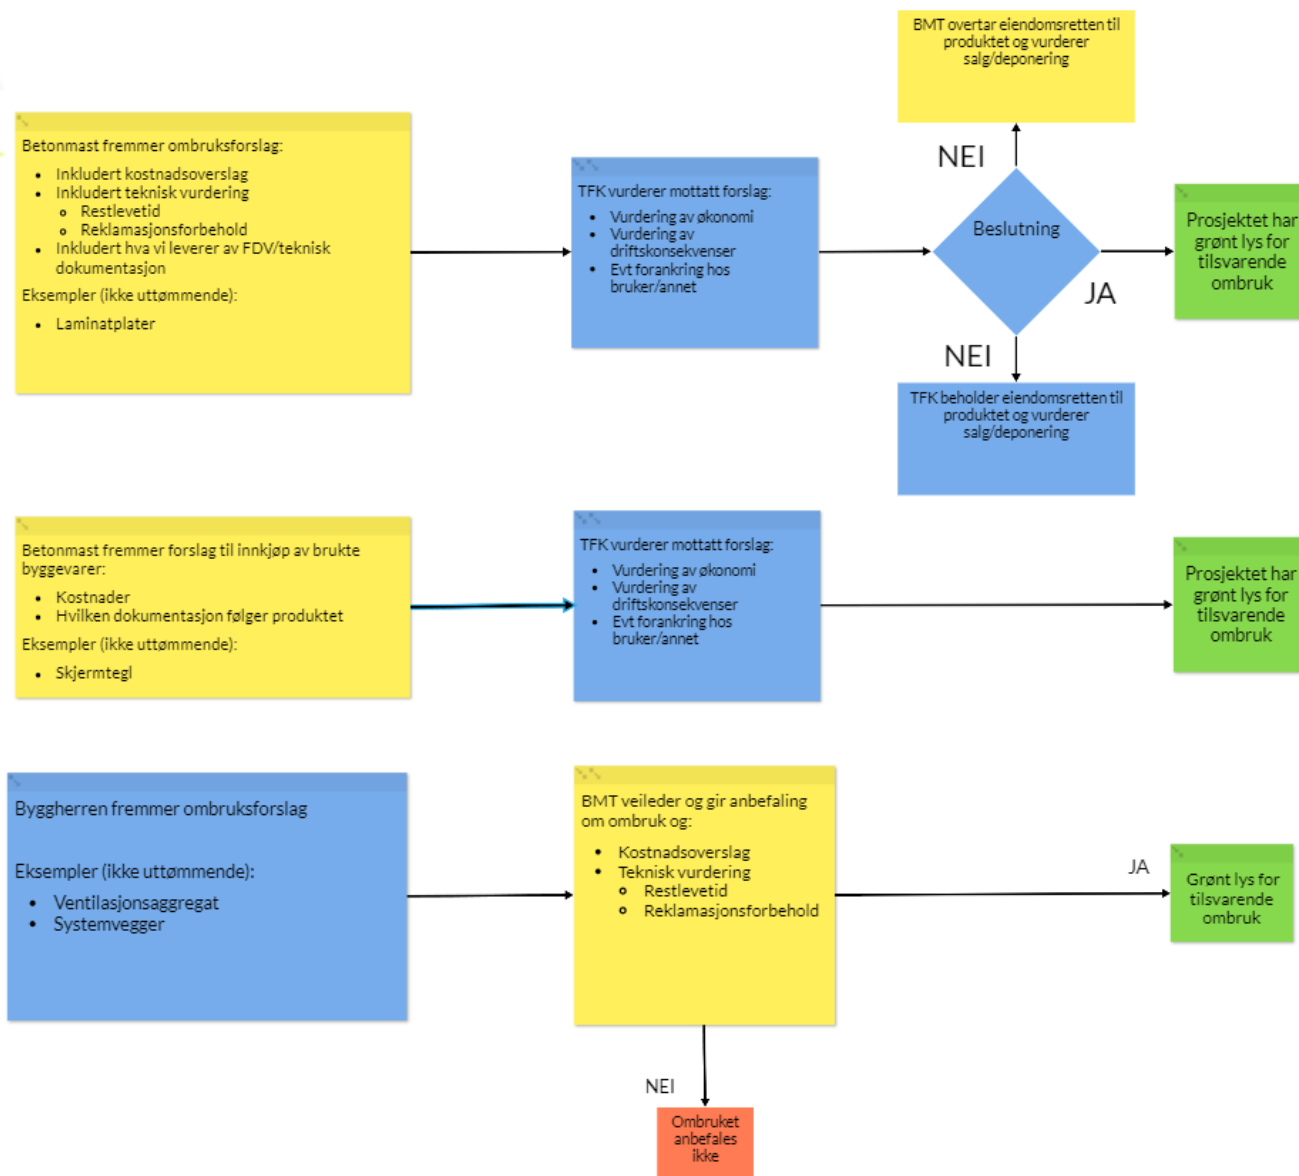 BMT overtar eiendomsretten til
produktet og vurderer
salg/deponering
Betonmast fremmer ombruksforslag:
Inkludert kostnadsoverslag
Inkludert teknisk vurdering
Restlevetid
Reklamasjonsforbehold
Inkludert hva vi leverer av FDV/teknisk
dokumentasjon
Eksempler (ikke uttømmende):
Laminatplater
TFK vurderer mottatt forslag:
Vurdering av økonomi
Vurdering av
driftskonsekvenser
Evt forankring hos
bruker/annet
NEI
Beslutning
JA
NEI
Prosjektet har
grønt lys for
tilsvarende
ombruk
TFK beholder eiendomsretten til
produktet og vurderer
salg/deponering
Betonmast fremmer forslag til innkjøp av brukte
byggevarer:
Kostnader
Hvilken dokumentasjon følger produktet
Eksempler (ikke uttømmende):
Skjermtegl
TFK vurderer mottatt forslag:
Vurdering av økonomi
Vurdering av
driftskonsekvenser
Evt forankring hos
bruker/annet
Prosjektet har
grønt lys for
tilsvarende
ombruk
Byggherren fremmer ombruksforslag
Eksempler (ikke uttømmende):
Ventilasjonsaggregat
Systemvegger
BMT veileder og gir anbefaling
om ombruk og:
Kostnadsoverslag
Teknisk vurdering
Restlevetid
Reklamasjonsforbehold
JA
Grønt lys for
tilsvarende
ombruk
NEI
Ombruket
anbefales
ikke